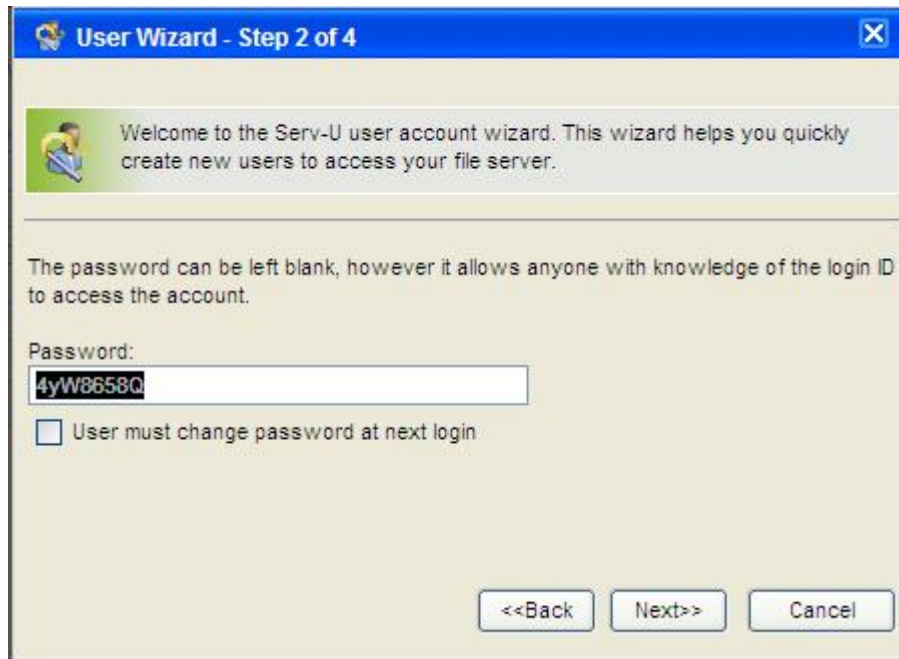 User Wizard - Step 2 of 4
Welcome to the Serv-U user account wizard. This wizard helps you quickly
create new users to access your file server.
The password can be left blank, however it allows anyone with knowledge of the login ID
to access the account.
Password:
4yW8658Q
User must change password at next login
<<Back Next>> Cancel